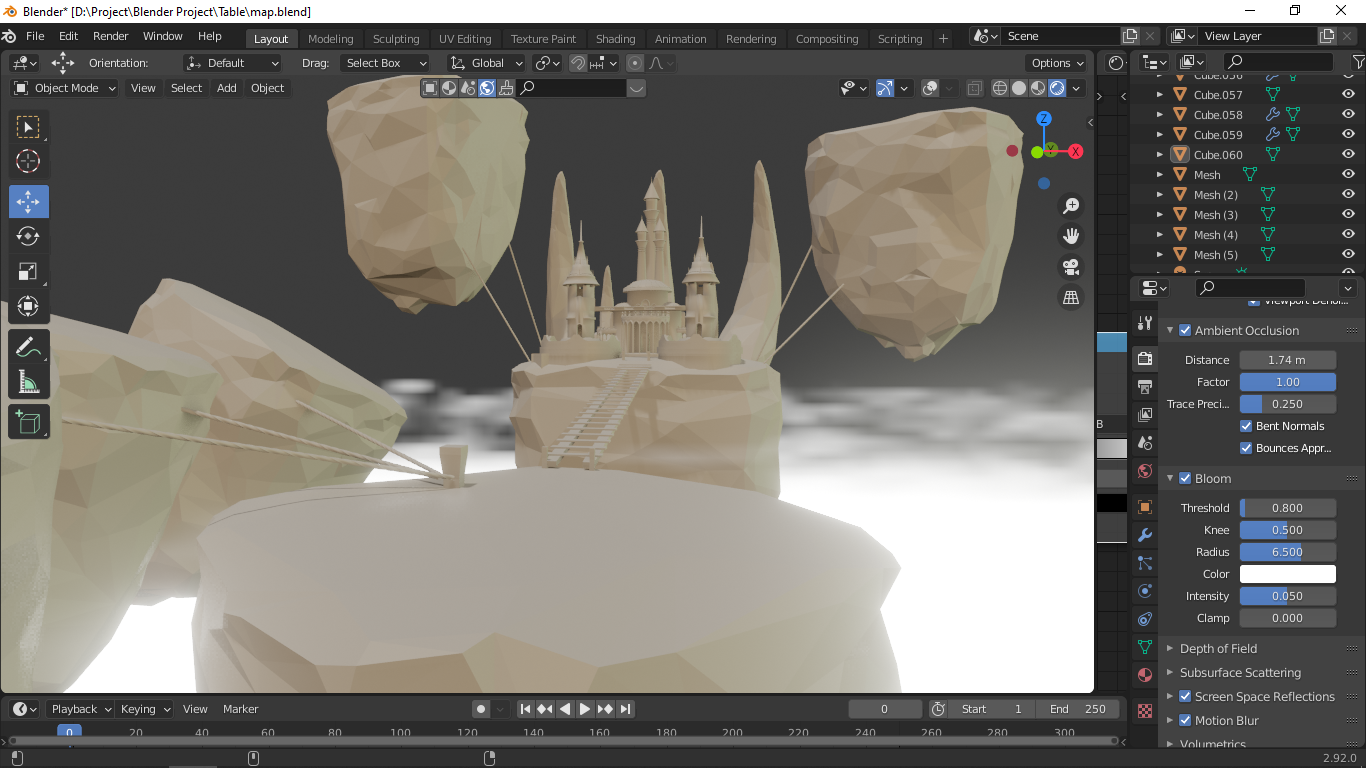 Blender* [D:\Project\Blender Project\Table\map.blend]
File Edit Render Window Help Layout Modeling Sculpting UV Editing Texture Paint Shading Animation Rendering Compositing Scripting + Scene View Layer
Orientation: Default Drag: Select Box Global Options
Object Mode View Select Add Object
Z
X
Y
B
Cube.056
Cube.057
Cube.058
Cube.059
Cube.060
Mesh
Mesh (2)
Mesh (3)
Mesh (4)
Mesh (5)
Ambient Occlusion
Distance 1.74 m
Factor 1.00
Trace Preci... 0.250
Bent Normals
Bounces Appr...
Bloom
Threshold 0.800
Knee 0.500
Radius 6.500
Color
Intensity 0.050
Clamp 0.000
Depth of Field
Subsurface Scattering
Screen Space Reflections
Motion Blur
Volumetrics
Playback Keying View Marker 0 Start 1 End 250
0 20 40 60 80 100 120 140 160 180 200 220 240 260 280 300
2.92.0